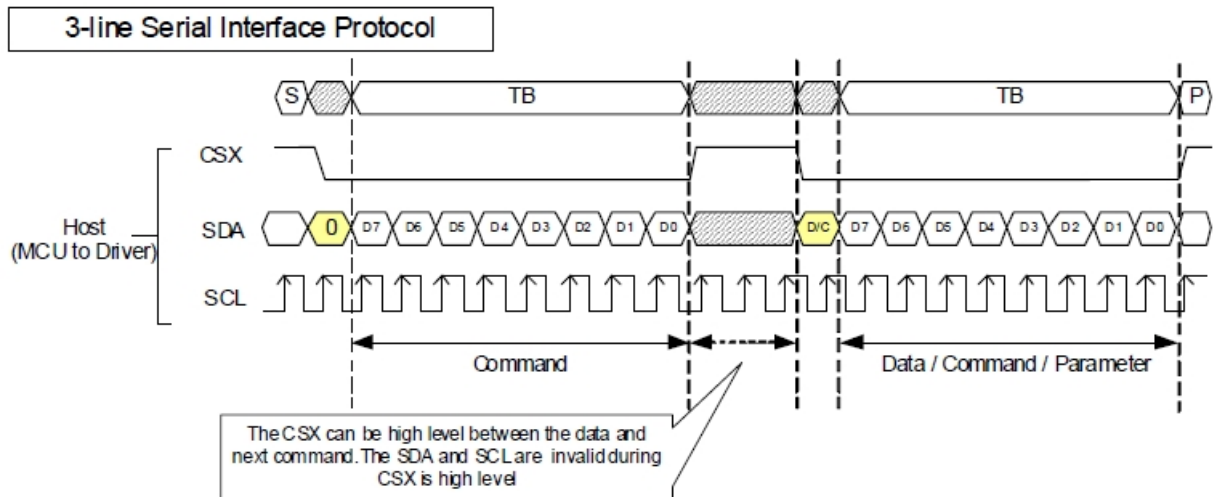 3-line Serial Interface Protocol
S TB TB P
CSX
Host
(MCU to Driver)
SDA 0 D7 D6 D5 D4 D3 D2 D1 D0 D/C D7 D6 D5 D4 D3 D2 D1 D0
SCL
Command Data / Command / Parameter
The CSX can be high level between the data and
next command. The SDA and SCL are invalid during
CSX is high level